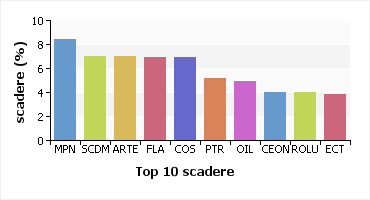 10
8
6
4
2
0
scadere (%)
MPN SCDM ARTE FLA COS PTR OIL CEON ROLU ECT
Top 10 scadere